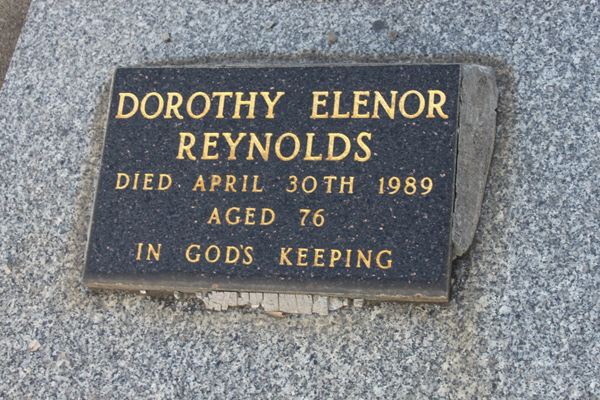 DOROTHY ELENOR
REYNOLDS
DIED APRIL 30TH 1989
AGED 76
IN GOD'S KEEPING